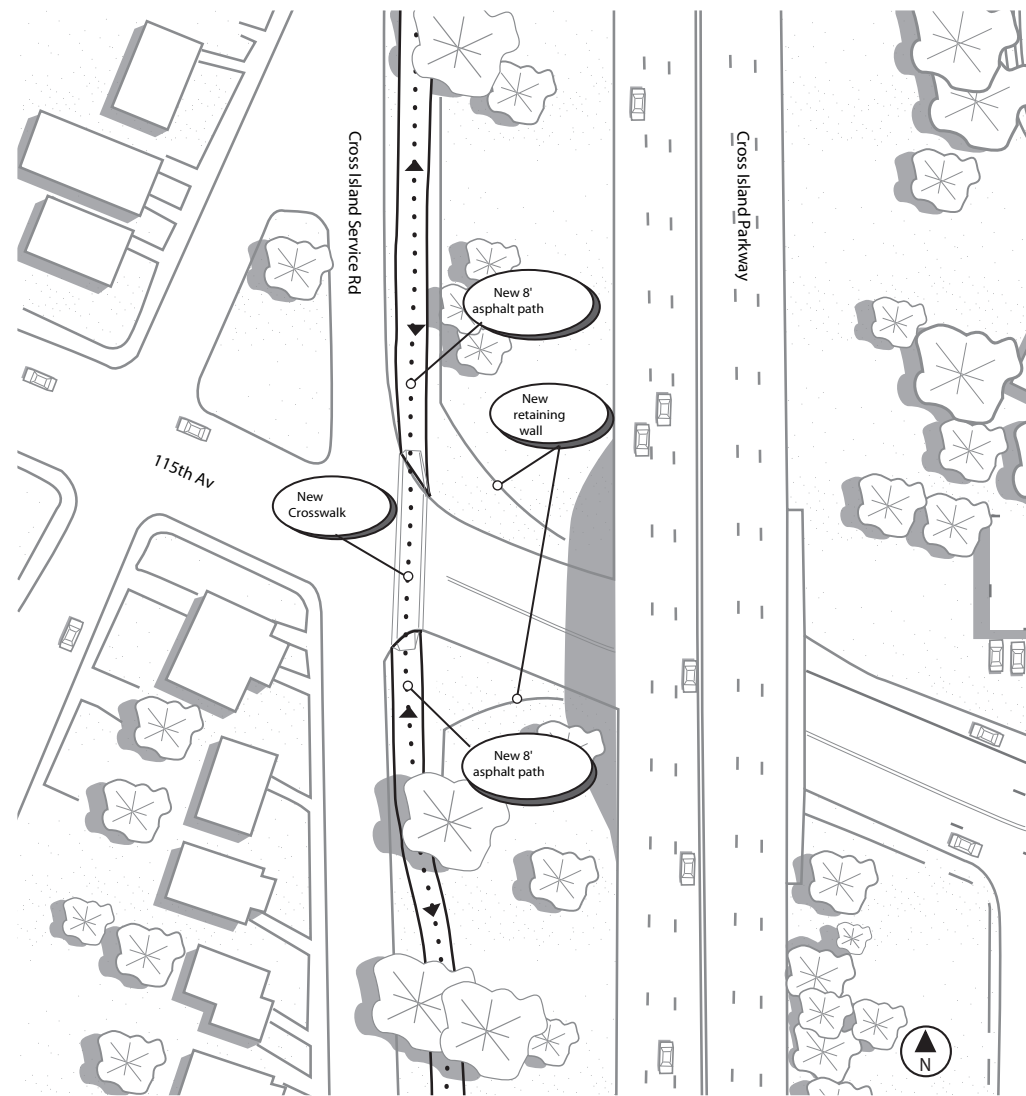 Cross Island Service Rd
Cross Island Parkway
New 8'
asphalt path
New
retaining
wall
115th Av
New
Crosswalk
New 8'
asphalt path
N